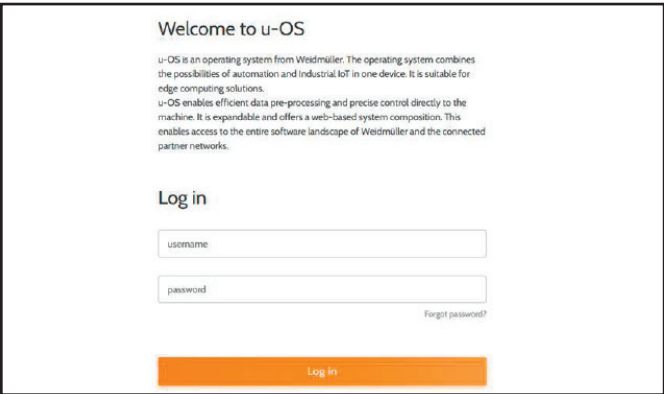 Welcome to u-OS
u-OS is an operating system from Weidmüller. The operating system combines
the possibilities of automation and Industrial IoT in one device. It is suitable for
edge computing solutions.
u-OS enables efficient data pre-processing and precise control directly to the
machine. It is expandable and offers a web-based system composition. This
enables access to the entire software landscape of Weidmüller and the connected
partner networks.
Log in
username
password
Forgot password?
Log in